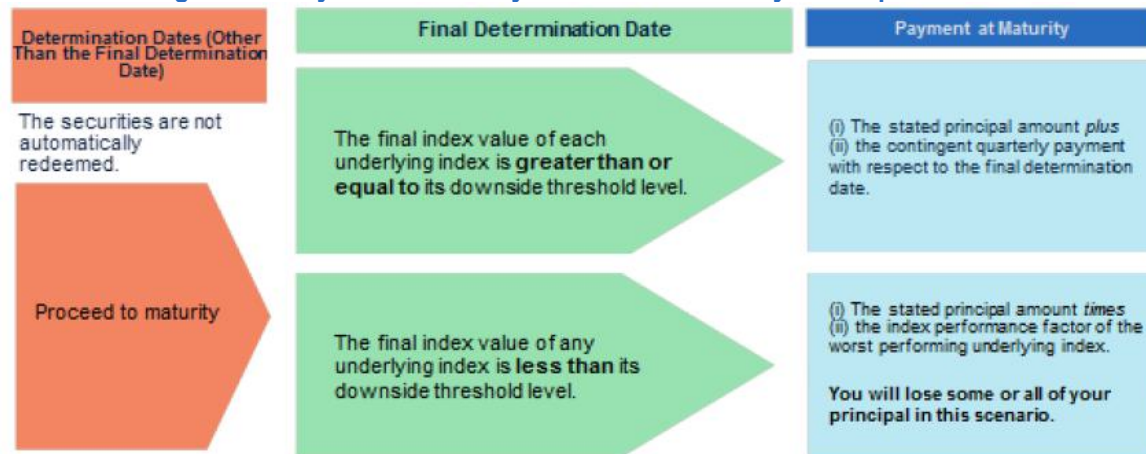 Determination Dates (Other
Than the Final Determination
Date)
Final Determination Date
Payment at Maturity
The securities are not
automatically
redeemed.
Proceed to maturity
The final index value of each
underlying index is greater than or
equal to its downside threshold level.
(i) The stated principal amount plus
(ii) the contingent quarterly payment
with respect to the final determination
date.
The final index value of any
underlying index is less than its
downside threshold level.
(i) The stated principal amount times
(ii) the index performance factor of the
worst performing underlying index.
You will lose some or all of your
principal in this scenario.